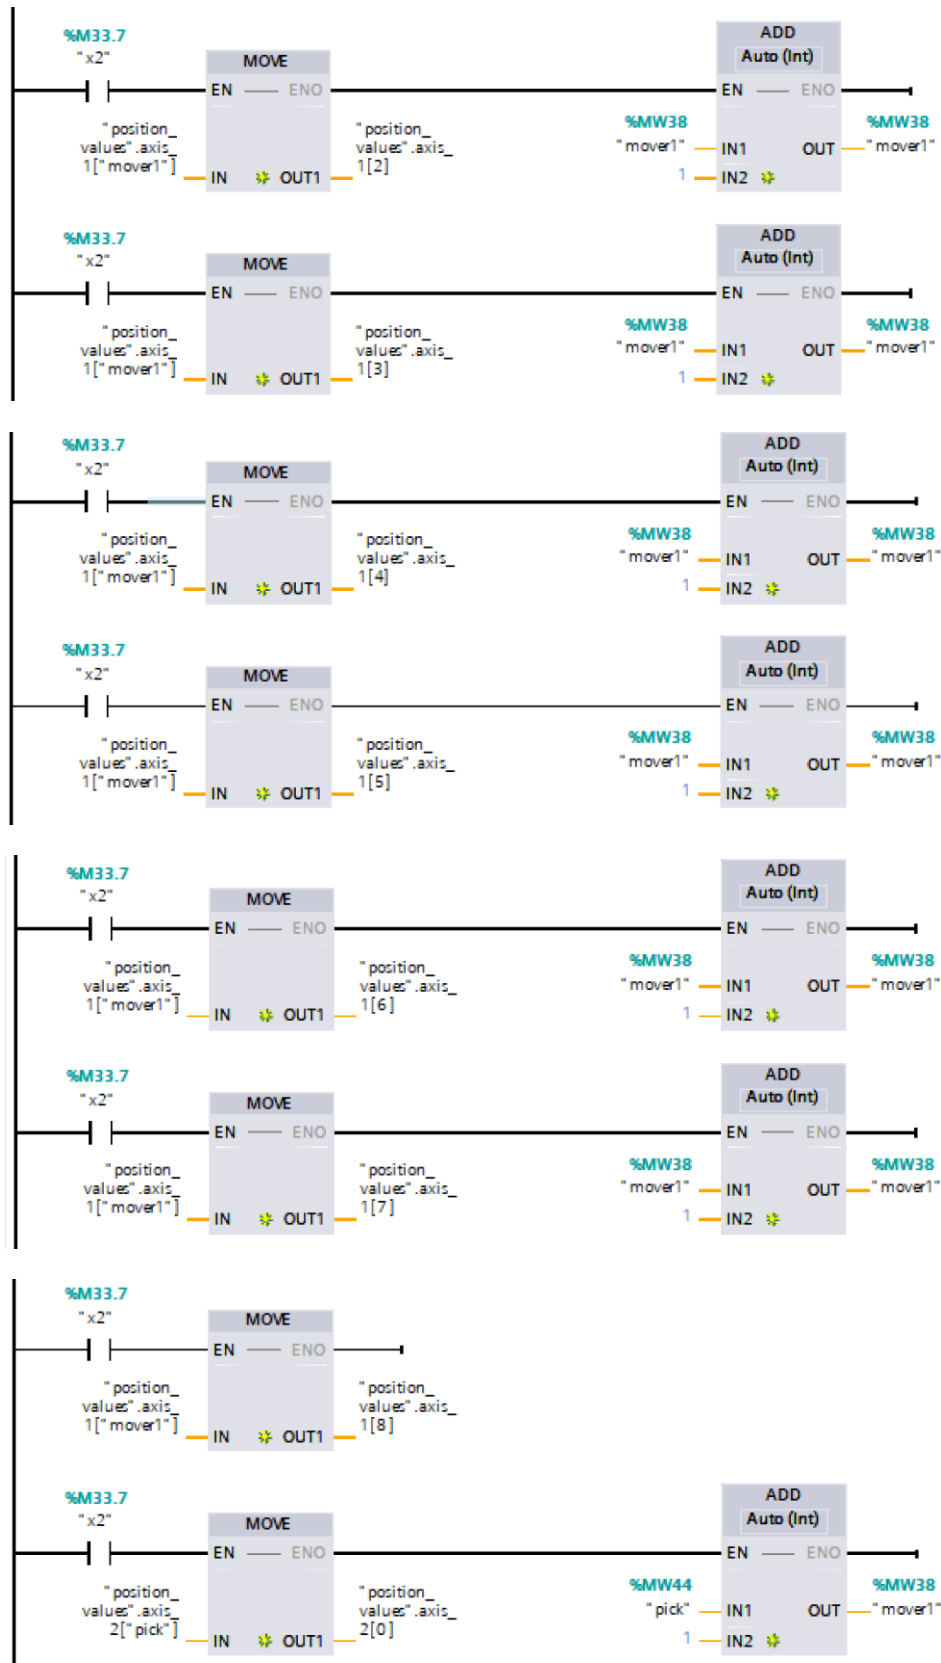 %M33.7
"x2"
MOVE
EN ENO
"position_
values".axis_
1["mover1"]
IN OUT1
"position_
values".axis_
1[2]
ADD
Auto (Int)
EN ENO
%MW38
"mover1"
IN1 OUT
%MW38
"mover1"
1
IN2
%M33.7
"x2"
MOVE
EN ENO
"position_
values".axis_
1["mover1"]
IN OUT1
"position_
values".axis_
1[3]
ADD
Auto (Int)
EN ENO
%MW38
"mover1"
IN1 OUT
%MW38
"mover1"
1
IN2
%M33.7
"x2"
MOVE
EN ENO
"position_
values".axis_
1["mover1"]
IN OUT1
"position_
values".axis_
1[4]
ADD
Auto (Int)
EN ENO
%MW38
"mover1"
IN1 OUT
%MW38
"mover1"
1
IN2
%M33.7
"x2"
MOVE
EN ENO
"position_
values".axis_
1["mover1"]
IN OUT1
"position_
values".axis_
1[5]
ADD
Auto (Int)
EN ENO
%MW38
"mover1"
IN1 OUT
%MW38
"mover1"
1
IN2
%M33.7
"x2"
MOVE
EN ENO
"position_
values".axis_
1["mover1"]
IN OUT1
"position_
values".axis_
1[6]
ADD
Auto (Int)
EN ENO
%MW38
"mover1"
IN1 OUT
%MW38
"mover1"
1
IN2
%M33.7
"x2"
MOVE
EN ENO
"position_
values".axis_
1["mover1"]
IN OUT1
"position_
values".axis_
1[7]
ADD
Auto (Int)
EN ENO
%MW38
"mover1"
IN1 OUT
%MW38
"mover1"
1
IN2
%M33.7
"x2"
MOVE
EN ENO
"position_
values".axis_
1["mover1"]
IN OUT1
"position_
values".axis_
1[8]
%M33.7
"x2"
MOVE
EN ENO
"position_
values".axis_
2["pick"]
IN OUT1
"position_
values".axis_
2[0]
ADD
Auto (Int)
EN ENO
%MW44
"pick"
IN1 OUT
%MW38
"mover1"
1
IN2